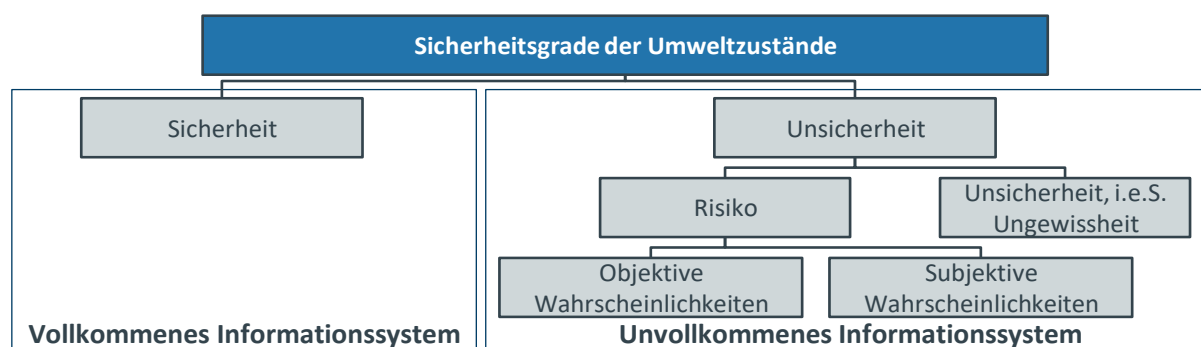 Sicherheitsgrade der Umweltzustände
Sicherheit
Unsicherheit
Risiko
Unsicherheit, i.e.S.
Ungewissheit
Objektive
Wahrscheinlichkeiten
Subjektive
Wahrscheinlichkeiten
Vollkommenes Informationssystem
Unvollkommenes Informationssystem